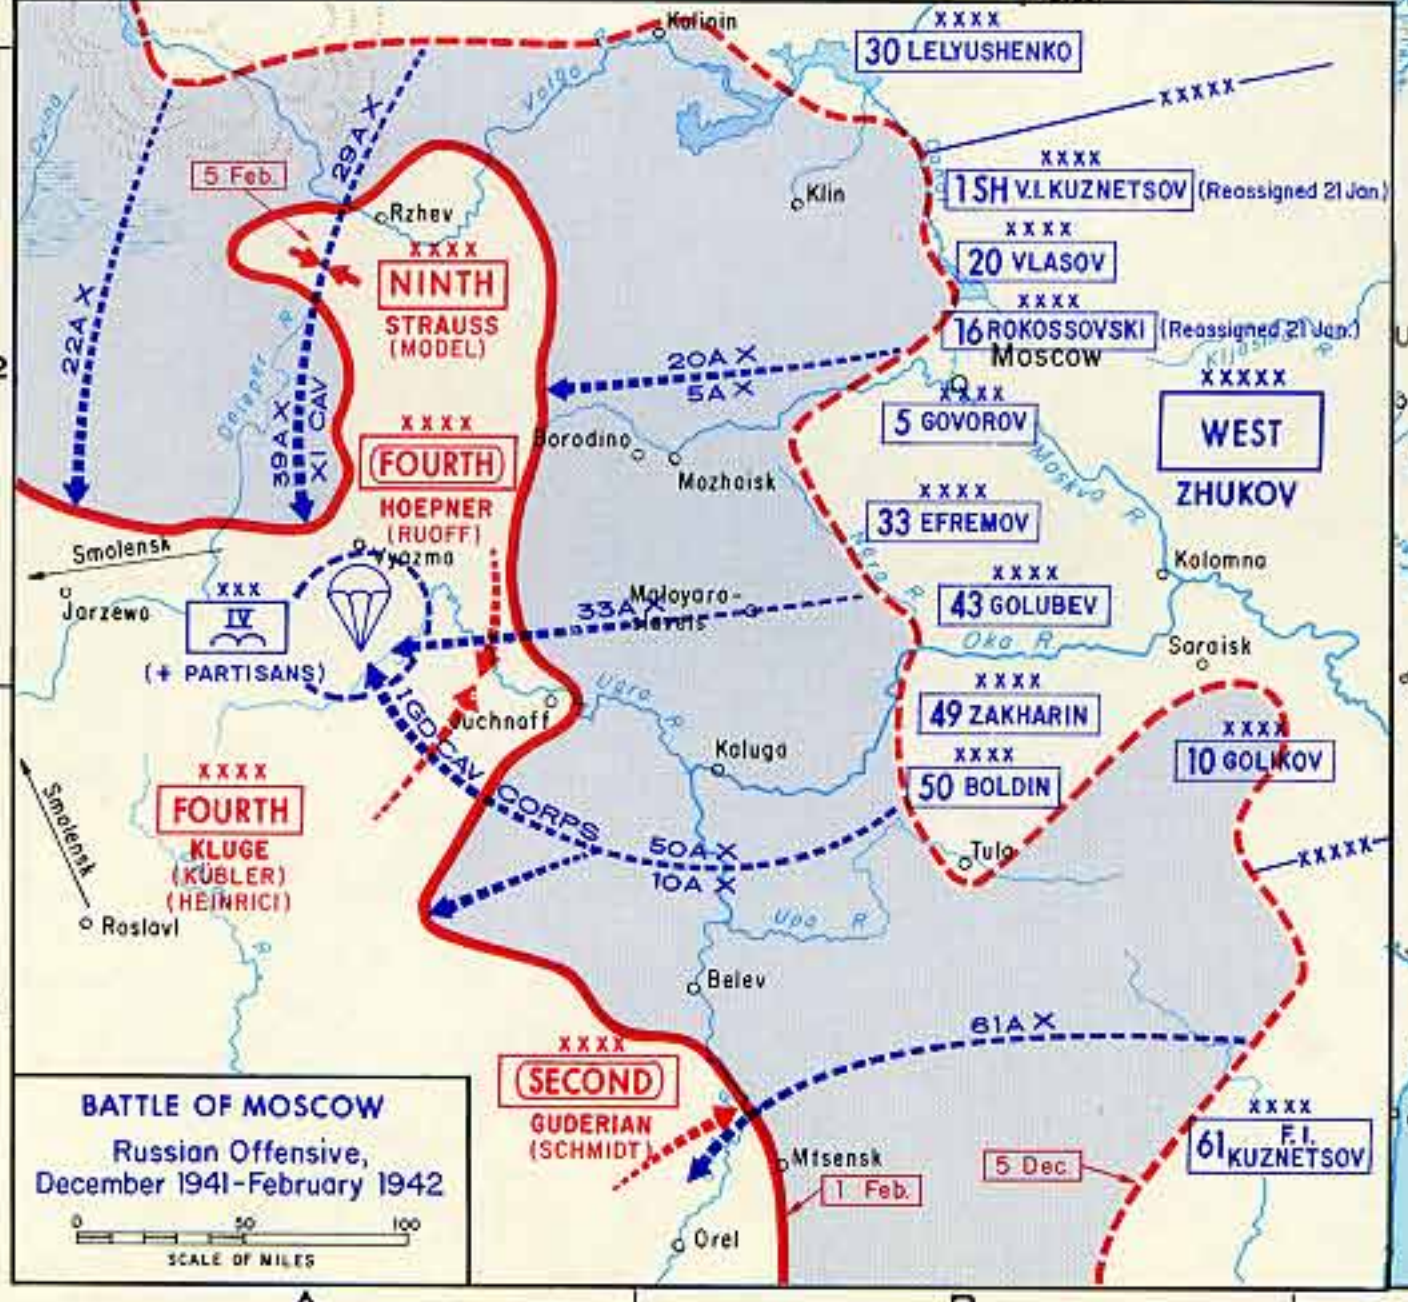 Kalinin
XXXX
30 LELYUSHENKO
XXXXX
Volga
29A X
5 Feb.
Rzhev
Klin
XXXX
1 SH V.I.KUZNETSOV (Reassigned 21 Jan.)
XXXX
20 VLASOV
XXXX
16 ROKOSSOVSKI (Reassigned 21 Jan.)
Moscow
XXXX
NINTH
STRAUSS
(MODEL)
22A X
Dnieper R
20A X
5A X
39A X
XI CAV
XXXX
FOURTH
HOEPNER
(RUOFF)
Borodino
Mozhaisk
XXXX
5 GOVOROV
XXXXX
WEST
ZHUKOV
Moskva R
XXXX
33 EFREMOV
Nara R
Kolomna
Smolensk
Jarzewo
Vyazma
XXX
IV
(+ PARTISANS)
Maloyaro-
slavets
33A X
XXXX
43 GOLUBEV
Oka R
Saraisk
XXXX
49 ZAKHARIN
Ugra R
Juchnoff
Kaluga
XXXX
10 GOLIKOV
XXXX
50 BOLDIN
1 GD CAV CORPS
XXXX
FOURTH
KLUGE
(KÜBLER)
(HEINRICI)
Smolensk
Roslavl
50A X
10A X
Tula
XXXXX
Upa R
R
Belev
61A X
XXXX
SECOND
GUDERIAN
(SCHMIDT)
Mtsensk
1 Feb.
5 Dec.
XXXX
61 F. I.
KUZNETSOV
Orel
BATTLE OF MOSCOW
Russian Offensive,
December 1941-February 1942
0 50 100
SCALE OF MILES